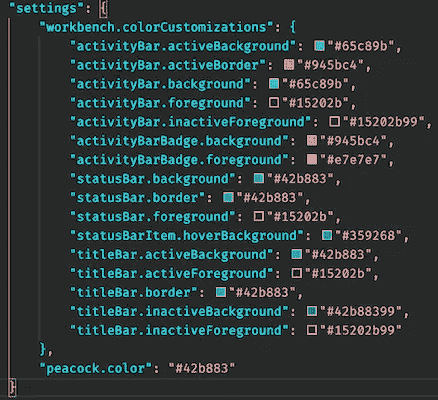 "settings": {
"workbench.colorCustomizations": {
"activityBar.activeBackground": "#65c89b",
"activityBar.activeBorder": "#945bc4",
"activityBar.background": "#65c89b",
"activityBar.foreground": "#15202b",
"activityBar.inactiveForeground": "#15202b99",
"activityBarBadge.background": "#945bc4",
"activityBarBadge.foreground": "#e7e7e7",
"statusBar.background": "#42b883",
"statusBar.border": "#42b883",
"statusBar.foreground": "#15202b",
"statusBarItem.hoverBackground": "#359268",
"titleBar.activeBackground": "#42b883",
"titleBar.activeForeground": "#15202b",
"titleBar.border": "#42b883",
"titleBar.inactiveBackground": "#42b88399",
"titleBar.inactiveForeground": "#15202b99"
},
"peacock.color": "#42b883"
}